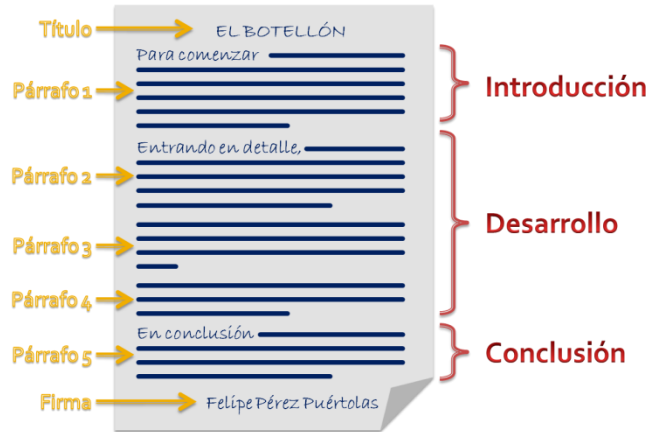 Título EL BOTELLÓN
Para comenzar
Párrafo 1 Introducción
Entrando en detalle,
Párrafo 2
Párrafo 3 Desarrollo
Párrafo 4
En conclusión
Párrafo 5 Conclusión
Firma Felipe Pérez Puértolas